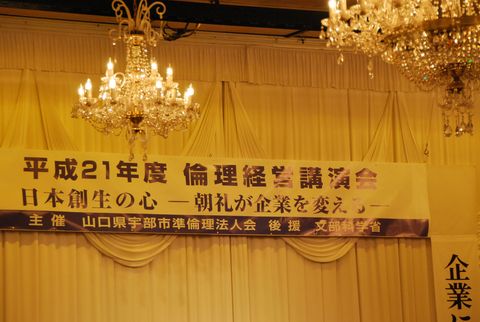 平成21年度 倫理経営講演会
日本創生の心 ―朝礼が企業を変える―
主催 山口県宇部市準倫理法人会 後援 文部科学省
企業に